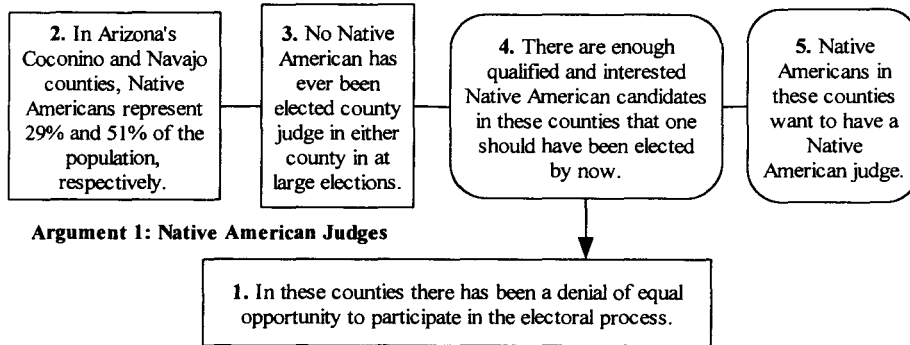 2. In Arizona's
Coconino and Navajo
counties, Native
Americans represent
29% and 51% of the
population,
respectively.
3. No Native
American has
ever been
elected county
judge in either
county in at
large elections.
4. There are enough
qualified and interested
Native American candidates
in these counties that one
should have been elected
by now.
5. Native
Americans in
these counties
want to have a
Native
American judge.
Argument 1: Native American Judges
1. In these counties there has been a denial of equal
opportunity to participate in the electoral process.